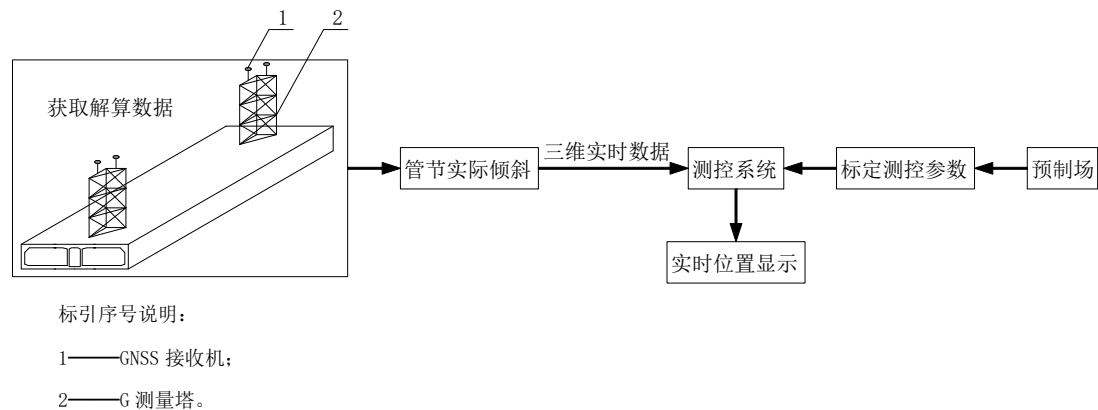 1
2
获取解算数据
管节实际倾斜
三维实时数据
测控系统
标定测控参数
预制场
实时位置显示
标引序号说明：
1——GNSS 接收机；
2——G 测量塔。